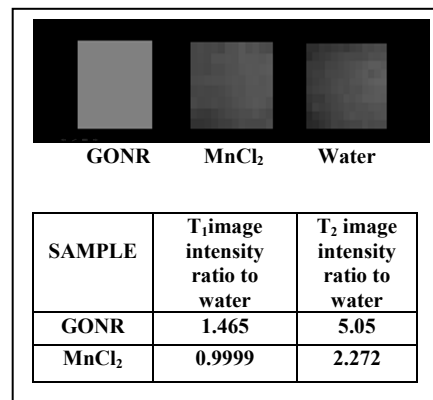 GONR MnCl₂ Water
SAMPLE
T₁image
intensity
ratio to
water
T₂ image
intensity
ratio to
water
GONR 1.465 5.05
MnCl₂ 0.9999 2.272